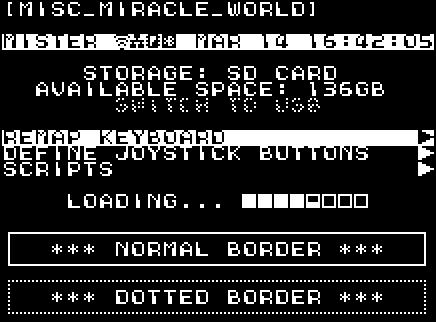 [MISC_MIRACLE_WORLD]
MISTER MAR 14 16:42:05
STORAGE: SD CARD
AVAILABLE SPACE: 136GB
SWITCH TO USB
REMAP KEYBOARD
DEFINE JOYSTICK BUTTONS
SCRIPTS
LOADING...
*** NORMAL BORDER ***
*** DOTTED BORDER ***